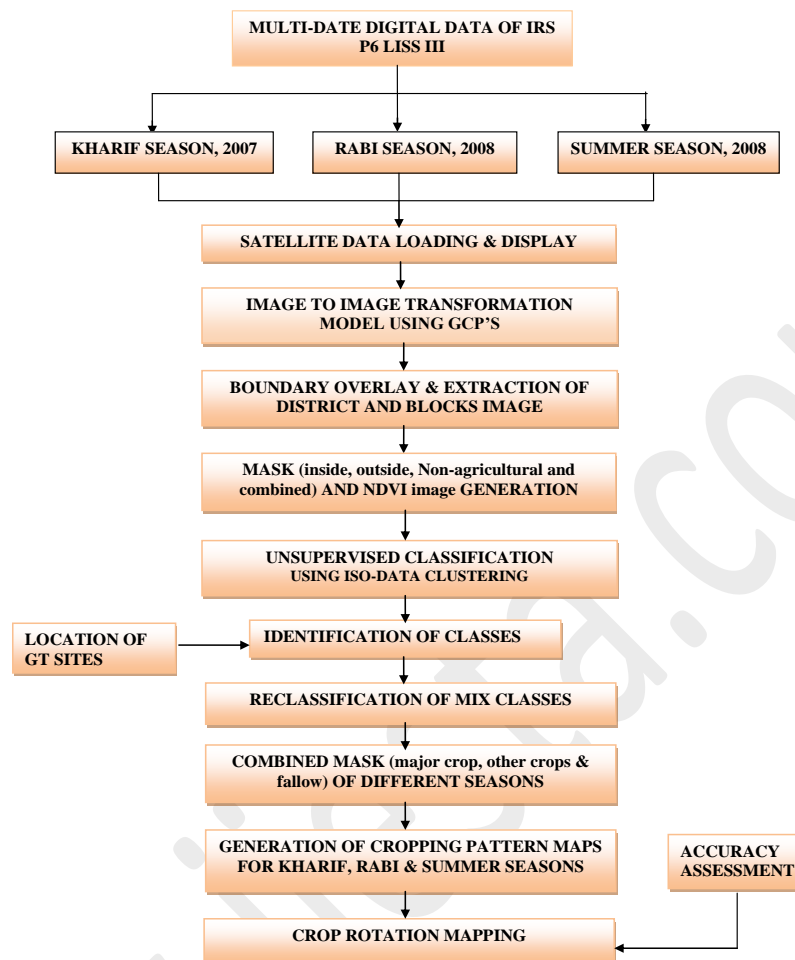 MULTI-DATE DIGITAL DATA OF IRS
P6 LISS III
KHARIF SEASON, 2007
RABI SEASON, 2008
SUMMER SEASON, 2008
SATELLITE DATA LOADING & DISPLAY
IMAGE TO IMAGE TRANSFORMATION
MODEL USING GCP'S
BOUNDARY OVERLAY & EXTRACTION OF
DISTRICT AND BLOCKS IMAGE
MASK (inside, outside, Non-agricultural and
combined) AND NDVI image GENERATION
UNSUPERVISED CLASSIFICATION
USING ISO-DATA CLUSTERING
LOCATION OF
GT SITES
IDENTIFICATION OF CLASSES
RECLASSIFICATION OF MIX CLASSES
COMBINED MASK (major crop, other crops &
fallow) OF DIFFERENT SEASONS
GENERATION OF CROPPING PATTERN MAPS
FOR KHARIF, RABI & SUMMER SEASONS
ACCURACY
ASSESSMENT
CROP ROTATION MAPPING